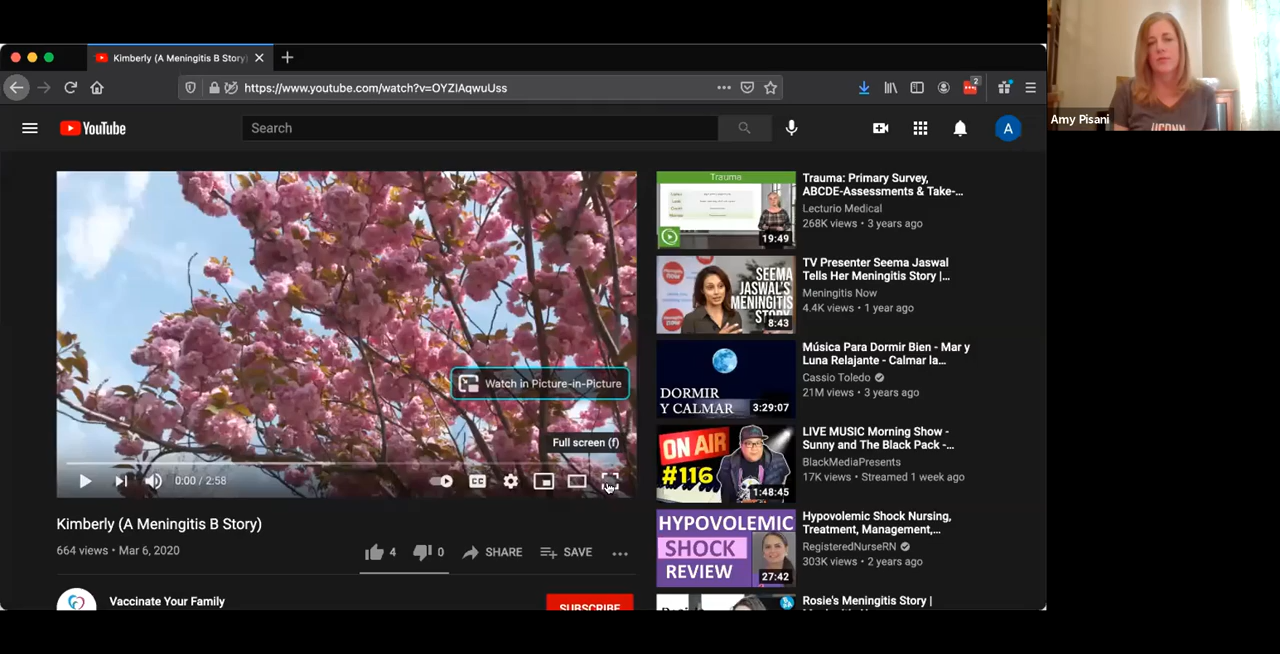 Kimberly (A Meningitis B Story)
https://www.youtube.com/watch?v=OYZlAqwuUss
2
Amy Pisani
UCONN
YouTube
Search
A
Watch in Picture-in-Picture
Full screen (f)
0:00 / 2:58
CC
Kimberly (A Meningitis B Story)
664 views • Mar 6, 2020
4
0
SHARE
SAVE
Vaccinate Your Family
SUBSCRIBE
Trauma
19:49
Trauma: Primary Survey,
ABCDE-Assessments & Take-...
Lecturio Medical
268K views • 3 years ago
SEEMA
JASWAL'S
MENINGITIS
STORY
8:43
TV Presenter Seema Jaswal
Tells Her Meningitis Story |...
Meningitis Now
4.4K views • 1 year ago
DORMIR
Y CALMAR
3:29:07
Música Para Dormir Bien - Mar y
Luna Relajante - Calmar la...
Cassio Toledo
21M views • 3 years ago
ON AIR
#116
1:48:45
LIVE MUSIC Morning Show -
Sunny and The Black Pack -...
BlackMediaPresents
17K views • Streamed 1 week ago
HYPOVOLEMIC
SHOCK
REVIEW
27:42
Hypovolemic Shock Nursing,
Treatment, Management,...
RegisteredNurseRN
303K views • 2 years ago
Rosie's Meningitis Story |